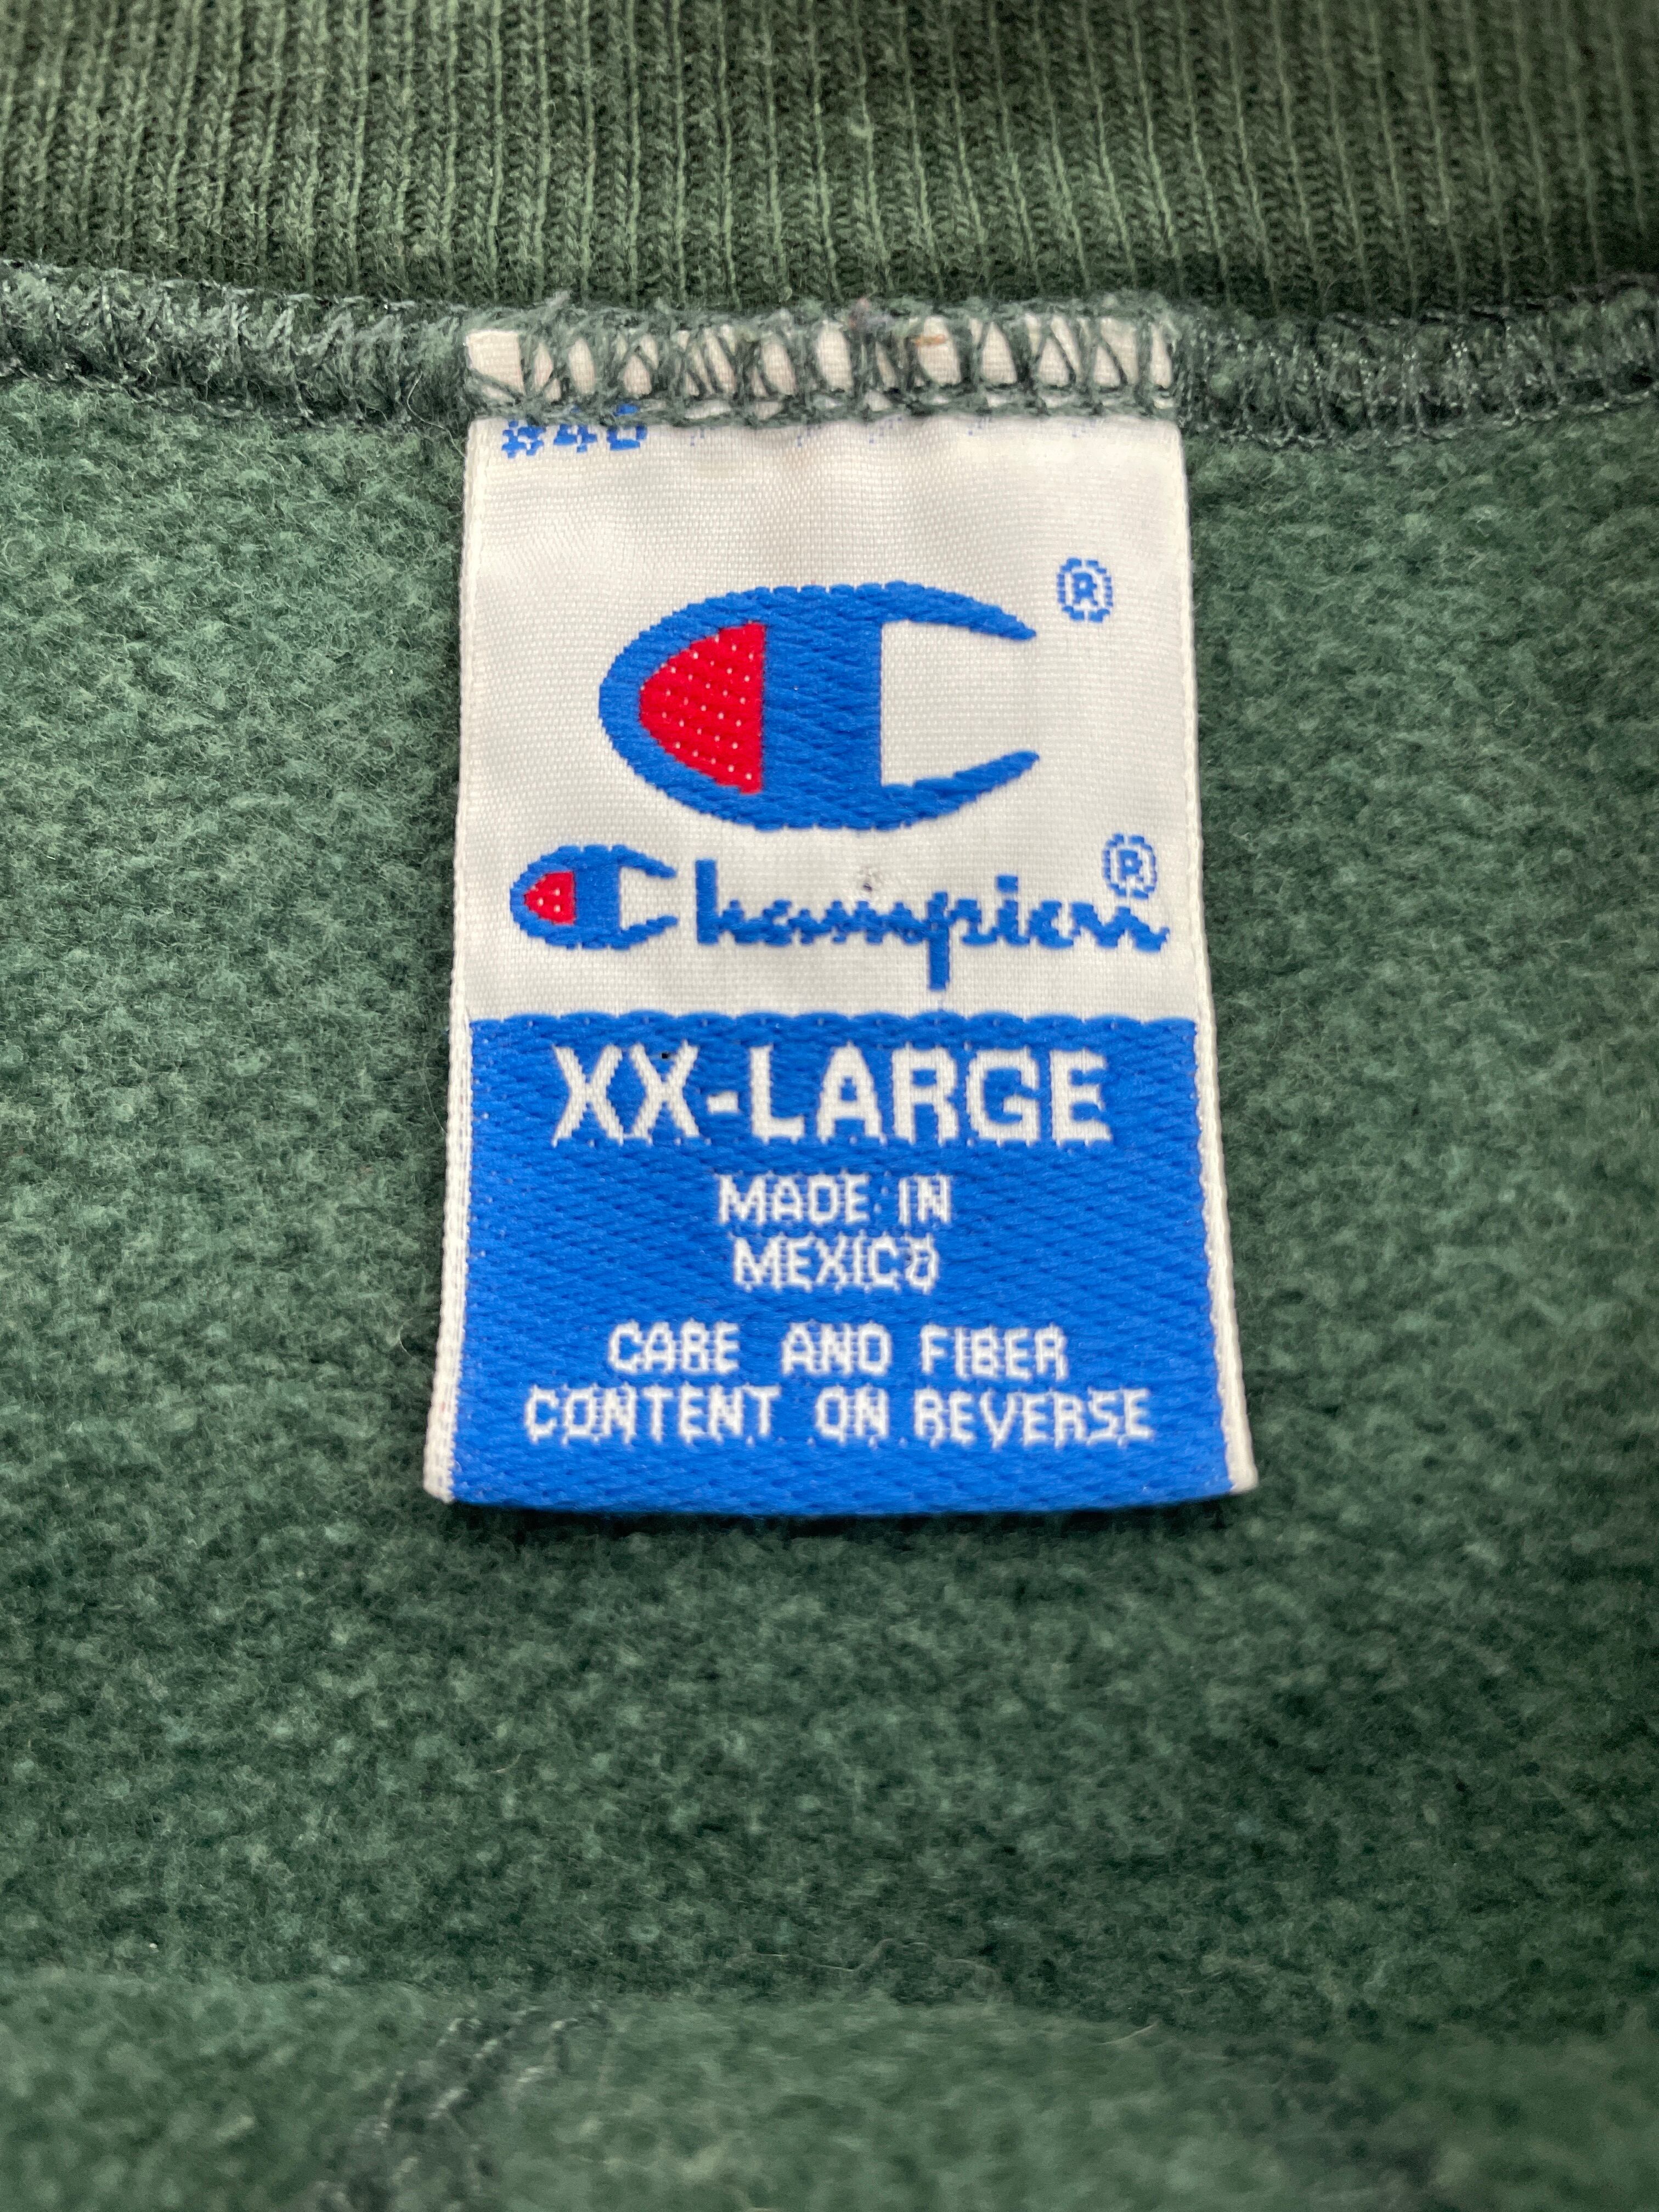 ®
Champion®
XX-LARGE
MADE IN
MEXICO
CARE AND FIBER
CONTENT ON REVERSE